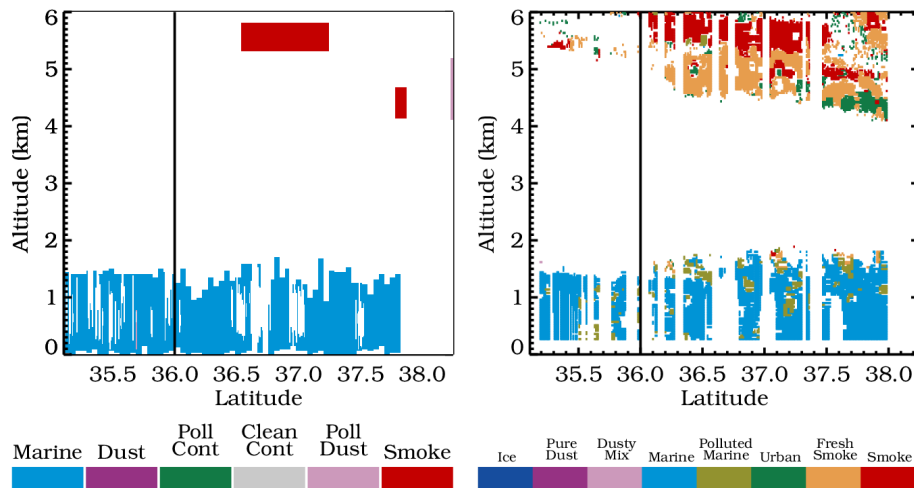 6
5
4
3
2
1
0
Altitude (km)
35.5 36.0 36.5 37.0 37.5 38.0
Latitude
Marine Dust Poll Cont Clean Cont Poll Dust Smoke
6
5
4
3
2
1
0
Altitude (km)
35.5 36.0 36.5 37.0 37.5 38.0
Latitude
Ice Pure Dust Dusty Mix Marine Polluted Marine Urban Fresh Smoke Smoke